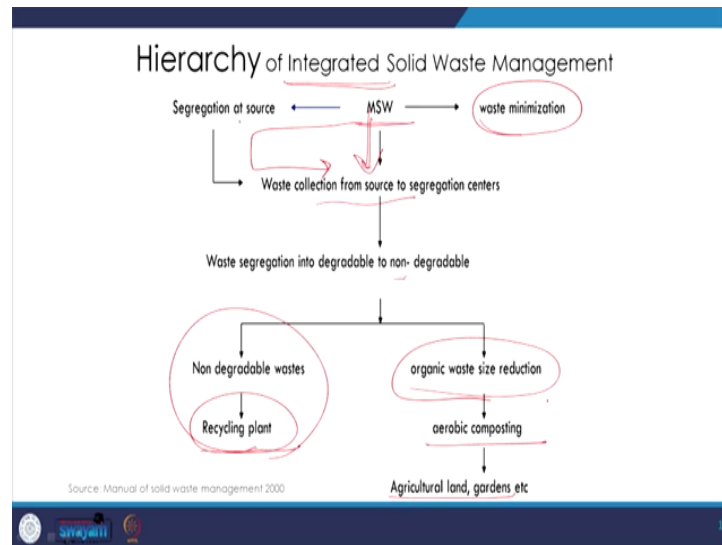 Hierarchy of Integrated Solid Waste Management
Segregation at source
MSW
waste minimization
Waste collection from source to segregation centers
Waste segregation into degradable to non- degradable
Non degradable wastes
organic waste size reduction
Recycling plant
aerobic composting
Agricultural land, gardens etc
Source: Manual of solid waste management 2000
swayam